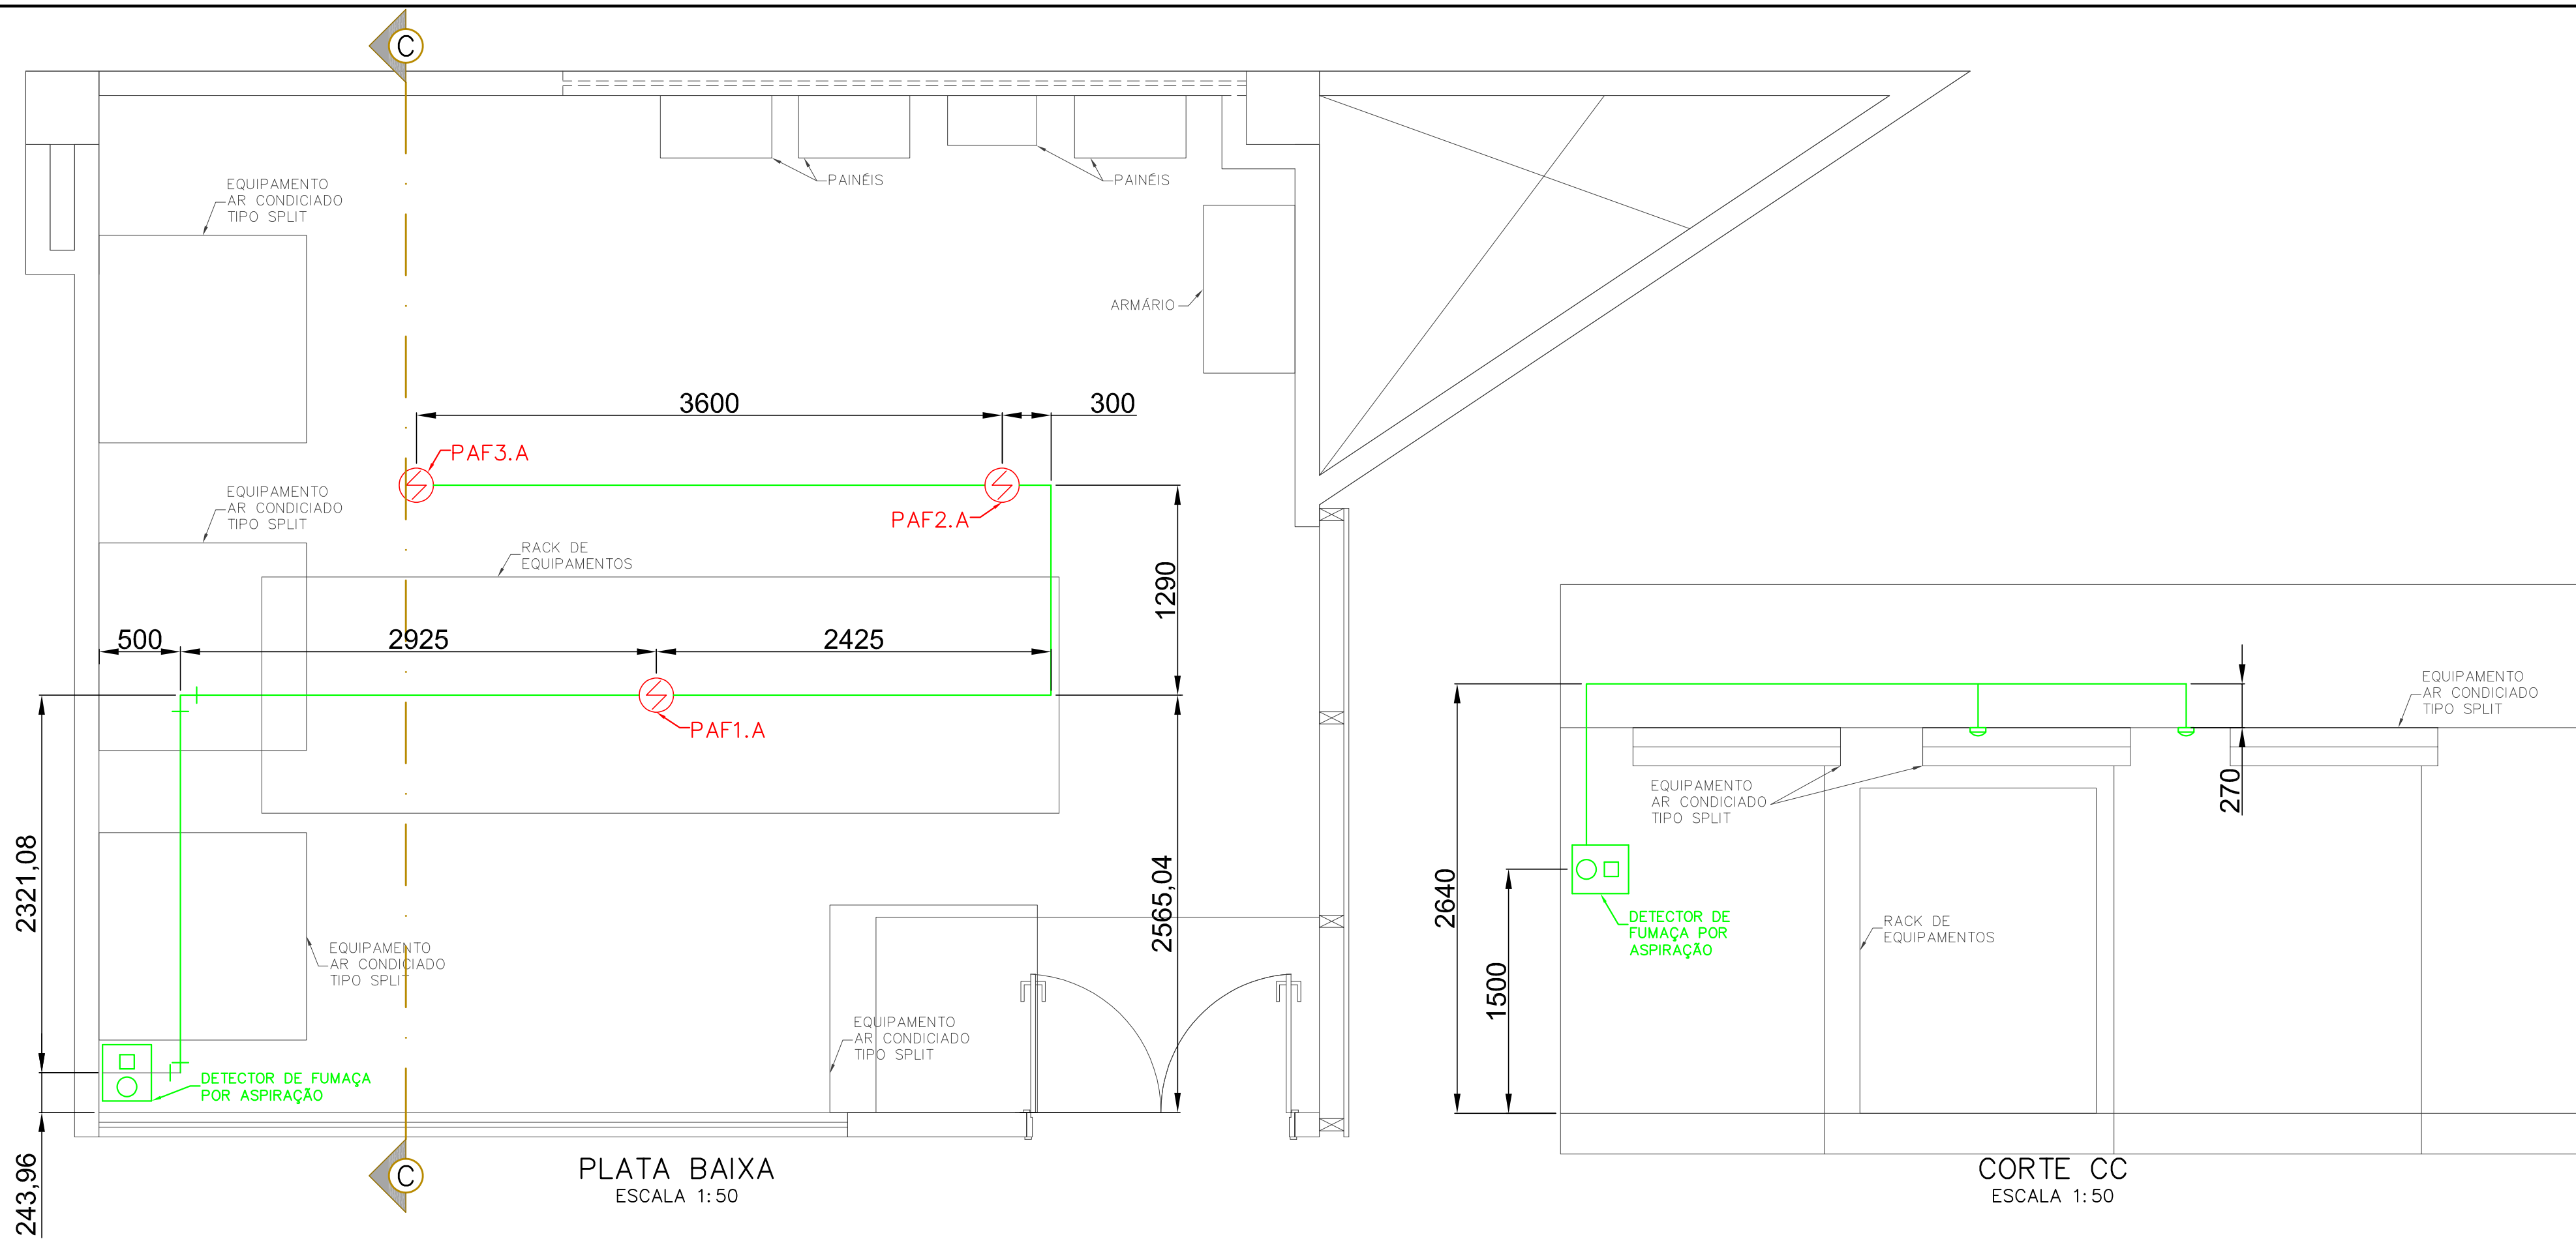 C
EQUIPAMENTO
AR CONDICIADO
TIPO SPLIT
PAINÉIS
PAINÉIS
ARMÁRIO
3600
300
PAF3.A
PAF2.A
EQUIPAMENTO
AR CONDICIADO
TIPO SPLIT
RACK DE
EQUIPAMENTOS
1290
500
2925
2425
PAF1.A
2321,08
2565,04
EQUIPAMENTO
AR CONDICIADO
TIPO SPLIT
EQUIPAMENTO
AR CONDICIADO
TIPO SPLIT
DETECTOR DE FUMAÇA
POR ASPIRAÇÃO
243,96
C
PLATA BAIXA
ESCALA 1:50
EQUIPAMENTO
AR CONDICIADO
TIPO SPLIT
EQUIPAMENTO
AR CONDICIADO
TIPO SPLIT
270
2640
1500
DETECTOR DE
FUMAÇA POR
ASPIRAÇÃO
RACK DE
EQUIPAMENTOS
CORTE CC
ESCALA 1:50